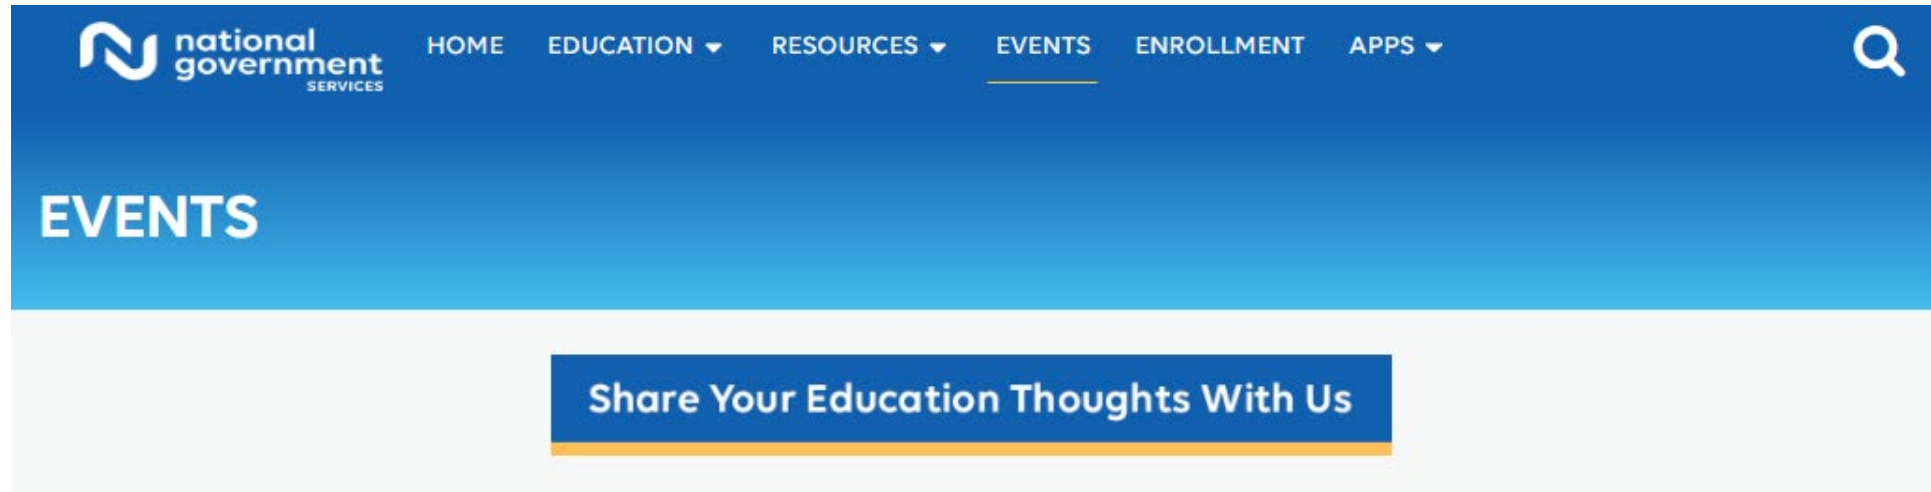 national
government
SERVICES
HOME EDUCATION RESOURCES EVENTS ENROLLMENT APPS
EVENTS
Share Your Education Thoughts With Us